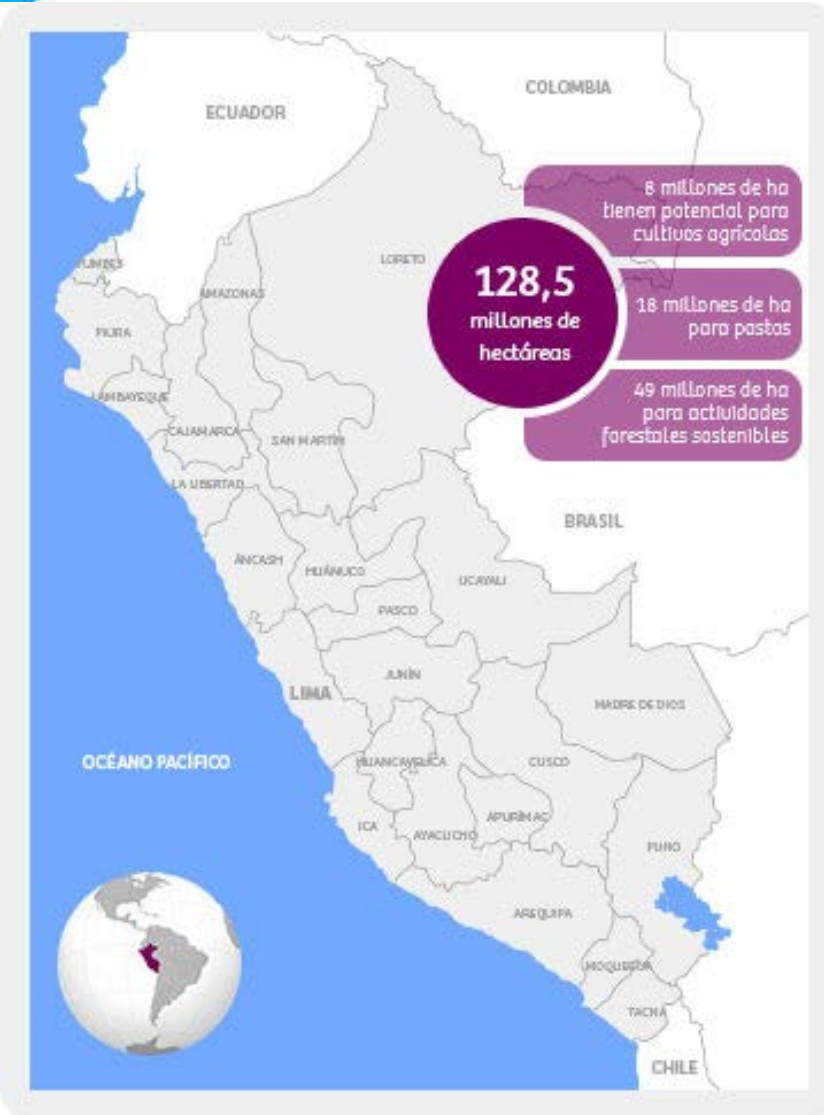 ECUADOR
COLOMBIA
8 millones de ha
tienen potencial para
cultivos agrícolas
128,5
millones de
hectáreas
18 millones de ha
para pastos
49 millones de ha
para actividades
forestales sostenibles
TUMBES
LORETO
AMAZONAS
PIURA
LAMBAYEQUE
CAJAMARCA
SAN MARTÍN
LA LIBERTAD
BRASIL
ÁNCASH
HUÁNUCO
UCAYALI
PASCO
JUNÍN
LIMA
MADRE DE DIOS
OCÉANO PACÍFICO
HUANCAVELICA
CUSCO
ICA
AYACUCHO
APURÍMAC
PUNO
AREQUIPA
MOQUEGUA
TACNA
CHILE